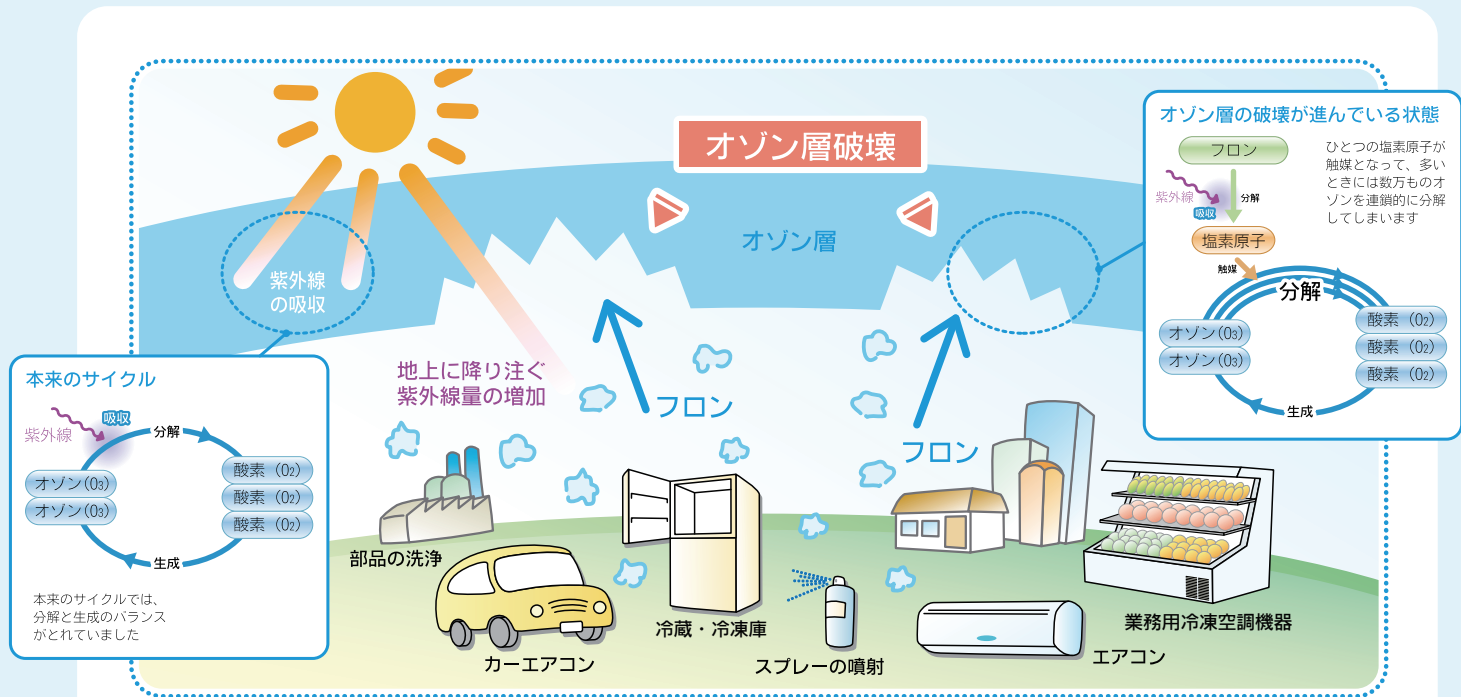 オゾン層破壊
オゾン層
紫外線
の吸収
地上に降り注ぐ
紫外線量の増加
フロン
フロン
本来のサイクル
紫外線
吸収
分解
オゾン(O₃)
オゾン(O₃)
酸素（O₂）
酸素（O₂）
酸素（O₂）
生成
本来のサイクルでは、
分解と生成のバランス
がとれていました
オゾン層の破壊が進んでいる状態
フロン
紫外線
吸収
分解
塩素原子
触媒
ひとつの塩素原子が
触媒となって、多い
ときには数万ものオ
ゾンを連鎖的に分解
してしまいます
分解
オゾン(O₃)
オゾン(O₃)
酸素（O₂）
酸素（O₂）
酸素（O₂）
生成
部品の洗浄
カーエアコン
冷蔵・冷凍庫
スプレーの噴射
エアコン
業務用冷凍空調機器